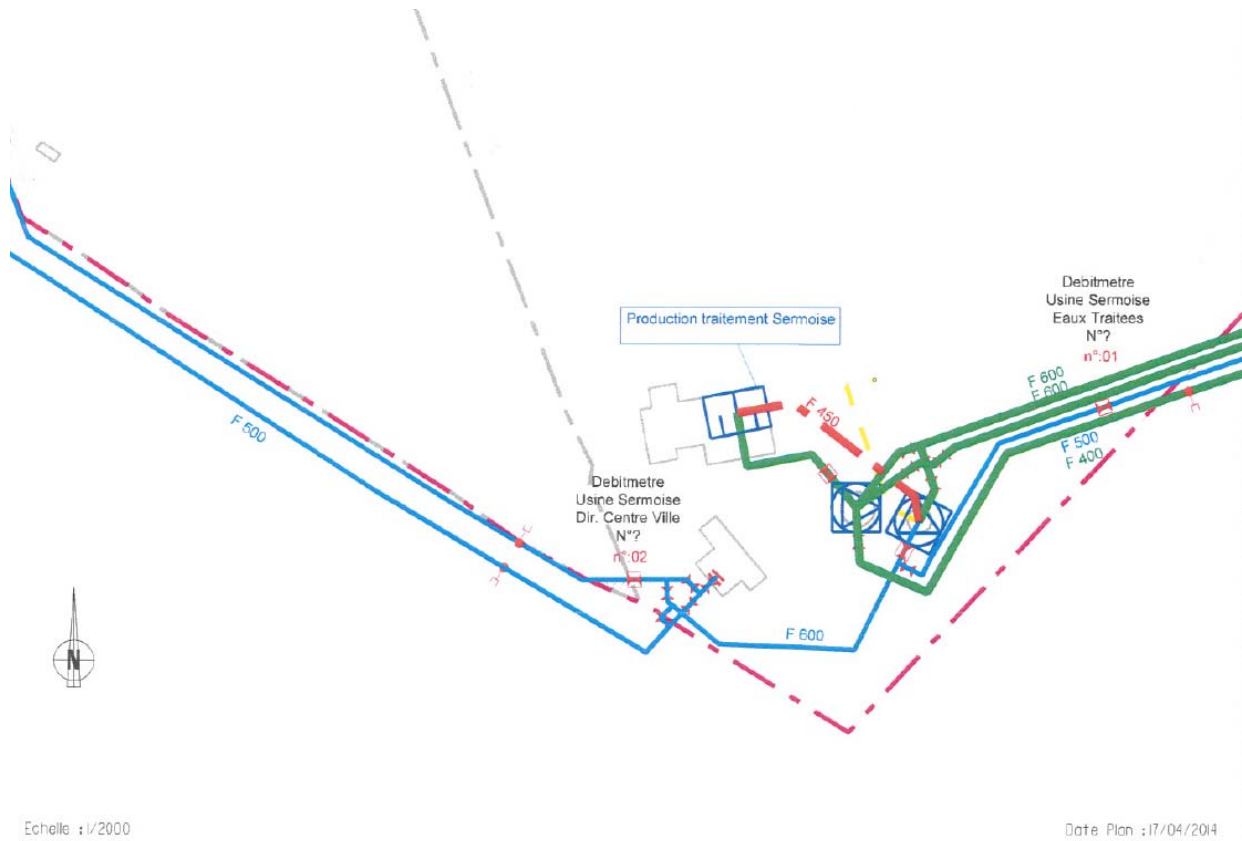 Debitmetre
Usine Sermoise
Eaux Traitees
N°?
n°:01
Production traitement Sermoise
F 600
F 600
F 450
F 500
F 400
F 500
Debitmetre
Usine Sermoise
Dir. Centre Ville
N°?
n°:02
F 600
N
Echelle :1/2000
Date Plan :17/04/2014